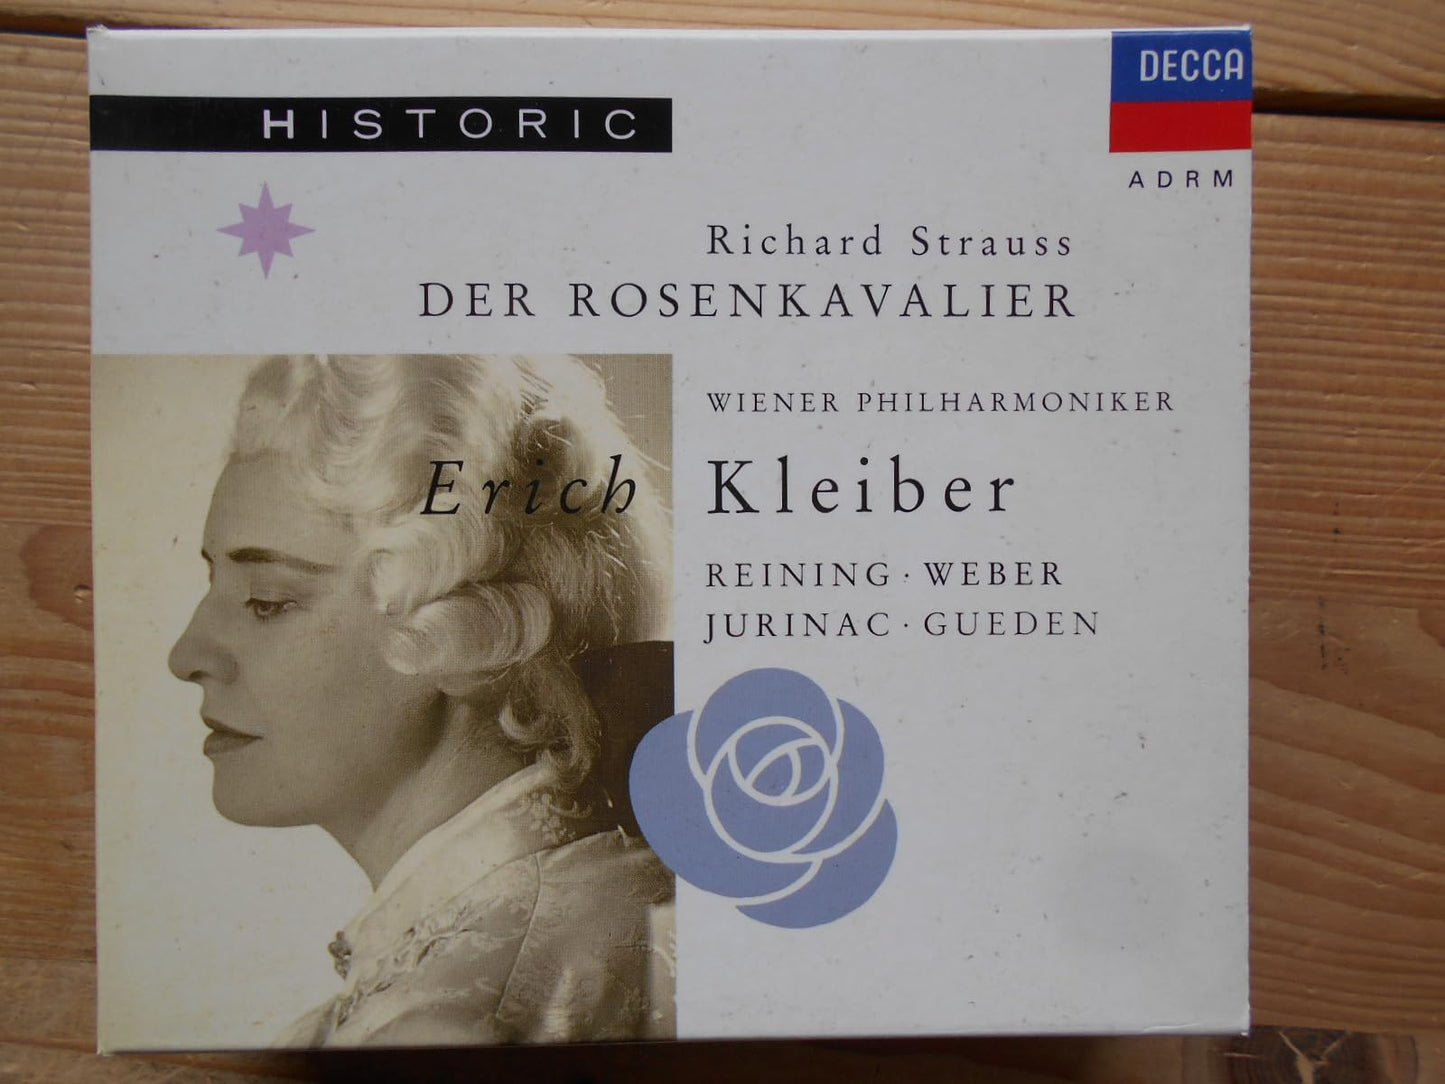 DECCA
HISTORIC
ADRM
Richard Strauss
DER ROSENKAVALIER
WIENER PHILHARMONIKER
Erich Kleiber
REINING · WEBER
JURINAC · GUEDEN